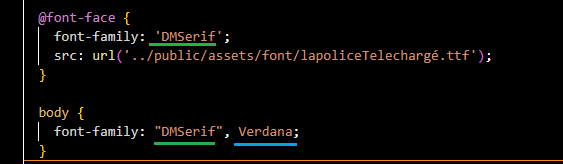 @font-face {
font-family: 'DMSerif';
src: url('../public/assets/font/lapoliceTelechargé.ttf');
}
body {
font-family: "DMSerif", Verdana;
}